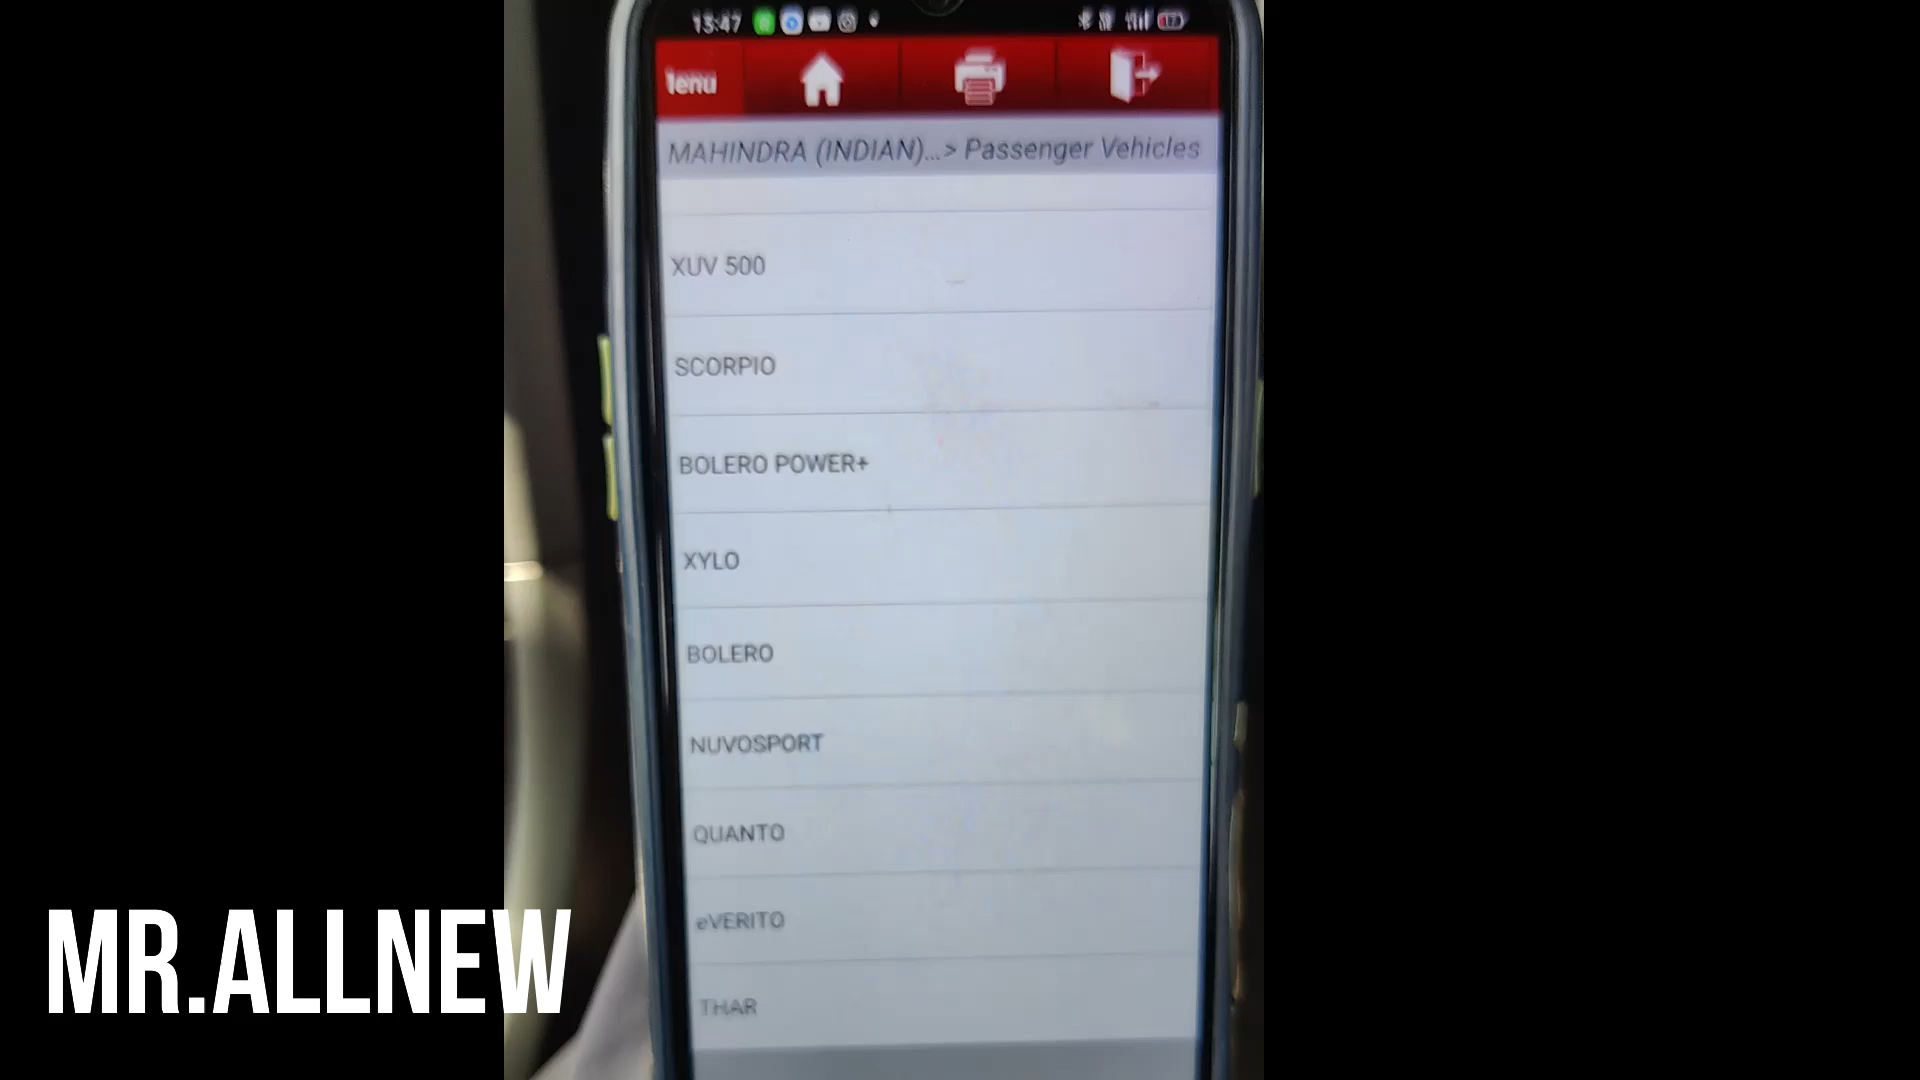 13:47
Menu
MAHINDRA (INDIAN)...> Passenger Vehicles
XUV 500
SCORPIO
BOLERO POWER+
XYLO
BOLERO
NUVOSPORT
QUANTO
eVERITO
THAR
MR.ALLNEW